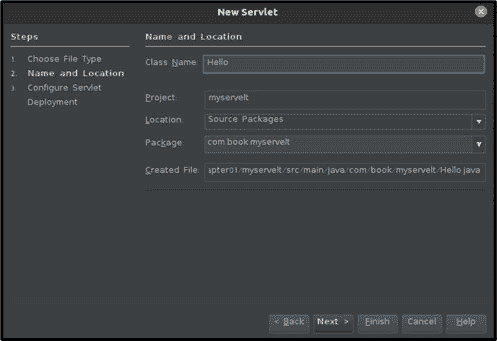 New Servlet
Steps
1. Choose File Type
2. Name and Location
3. Configure Servlet
Deployment
Name and Location
Class Name: Hello
Project: myservelt
Location: Source Packages
Package: com.book.myservelt
Created File: apter01/myservelt/src/main/java/com/book/myservelt/Hello.java
< Back
Next >
Finish
Cancel
Help